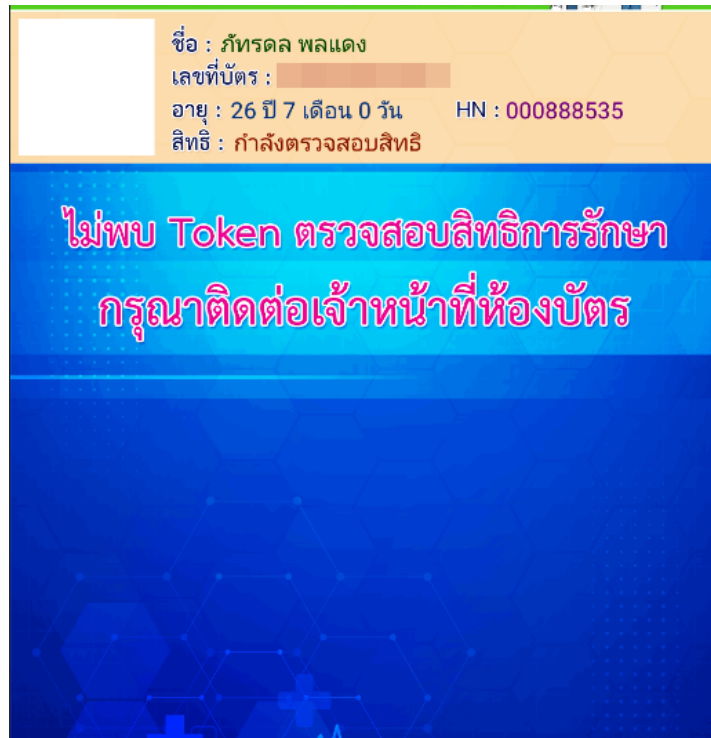 ชื่อ : ภัทรดล พลแดง
เลขที่บัตร :
อายุ : 26 ปี 7 เดือน 0 วัน HN : 000888535
สิทธิ : กำลังตรวจสอบสิทธิ
ไม่พบ Token ตรวจสอบสิทธิการรักษา
กรุณาติดต่อเจ้าหน้าที่ห้องบัตร